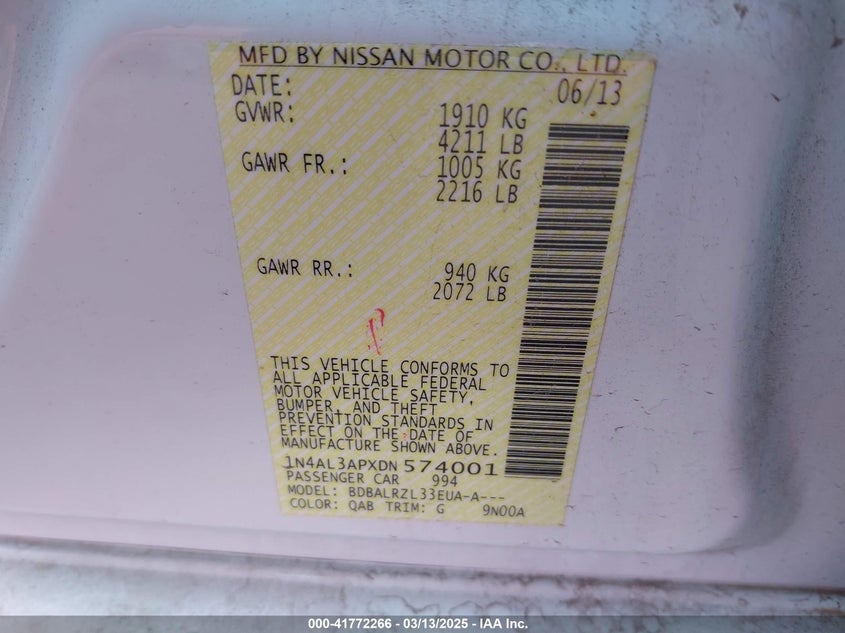 MFD BY NISSAN MOTOR CO., LTD.
DATE: 06/13
GVWR: 1910 KG
4211 LB
GAWR FR.: 1005 KG
2216 LB
GAWR RR.: 940 KG
2072 LB
THIS VEHICLE CONFORMS TO
ALL APPLICABLE FEDERAL
MOTOR VEHICLE SAFETY,
BUMPER, AND THEFT
PREVENTION STANDARDS IN
EFFECT ON THE DATE OF
MANUFACTURE SHOWN ABOVE.
1N4AL3APXDN 574001
PASSENGER CAR 994
MODEL: BDBALRZL33EUA-A---
COLOR: QAB TRIM: G 9N00A
000-41772266 - 03/13/2025 - IAA Inc.